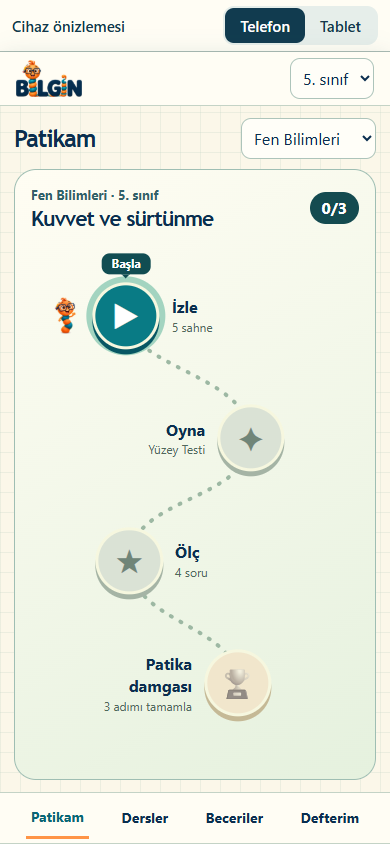 Cihaz önizlemesi
Telefon
Tablet
BİLGİN
5. sınıf
Patikam
Fen Bilimleri
Fen Bilimleri · 5. sınıf
Kuvvet ve sürtünme
0/3
Başla
İzle
5 sahne
Oyna
Yüzey Testi
Ölç
4 soru
Patika
damgası
3 adımı tamamla
Patikam
Dersler
Beceriler
Defterim